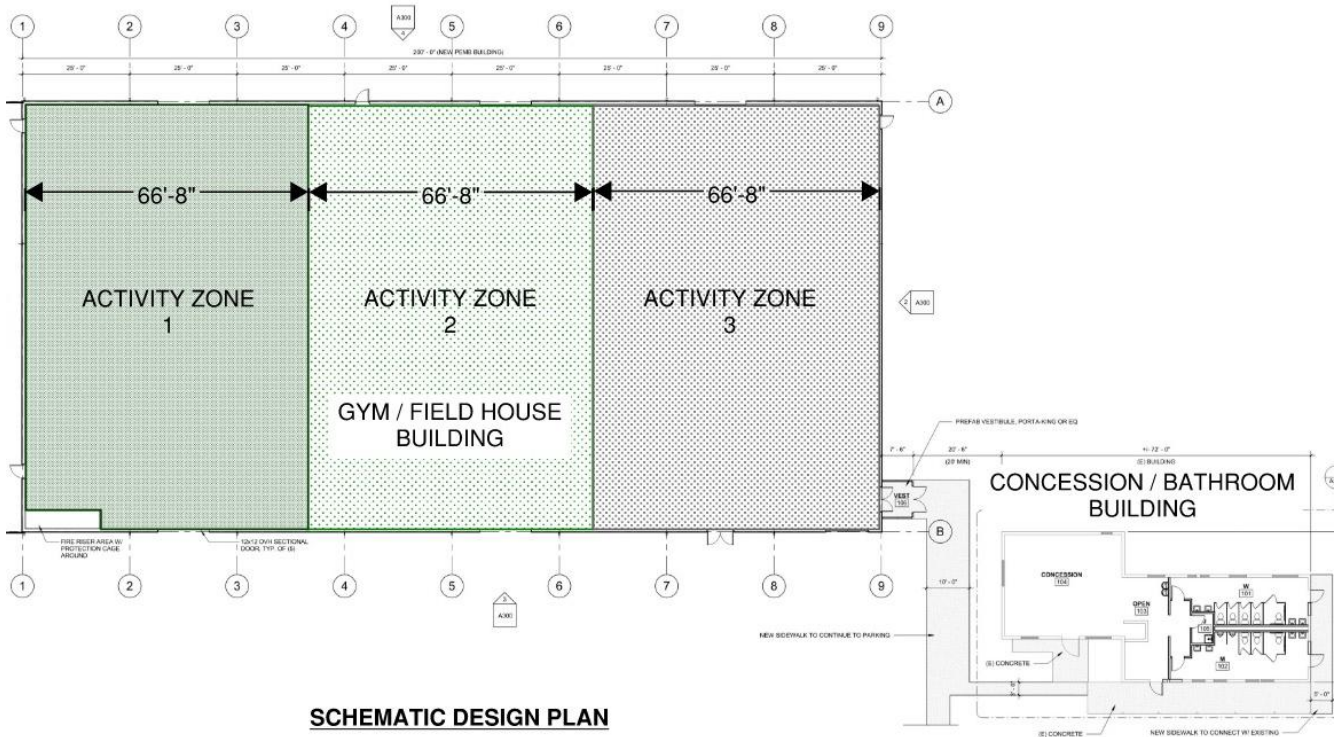 1 2 3 4 5 6 7 8 9
A300
4
200' - 0" (NEW PEMB BUILDING)
25' - 0" 25' - 0" 25' - 0" 25' - 0" 25' - 0" 25' - 0" 25' - 0" 25' - 0"
A
66'-8" 66'-8" 66'-8"
ACTIVITY ZONE
1
ACTIVITY ZONE
2
ACTIVITY ZONE
3
2 A300
GYM / FIELD HOUSE
BUILDING
PREFAB VESTIBULE, PORTA-KING OR EQ
7' - 6" 20' - 6" +/- 72' - 0"
(20' MIN) (E) BUILDING
CONCESSION / BATHROOM
BUILDING
VEST
106
B
FIRE RISER AREA W/
PROTECTION CAGE
AROUND
12x12 OVH SECTIONAL
DOOR, TYP. OF (5)
1 2 3 4 5 6 7 8 9
3
A300
10' - 0"
CONCESSION
104
OPEN
103
W
101
J
105
M
102
NEW SIDEWALK TO CONTINUE TO PARKING
(E) CONCRETE
5' - 0"
SCHEMATIC DESIGN PLAN
(E) CONCRETE
NEW SIDEWALK TO CONNECT W/ EXISTING